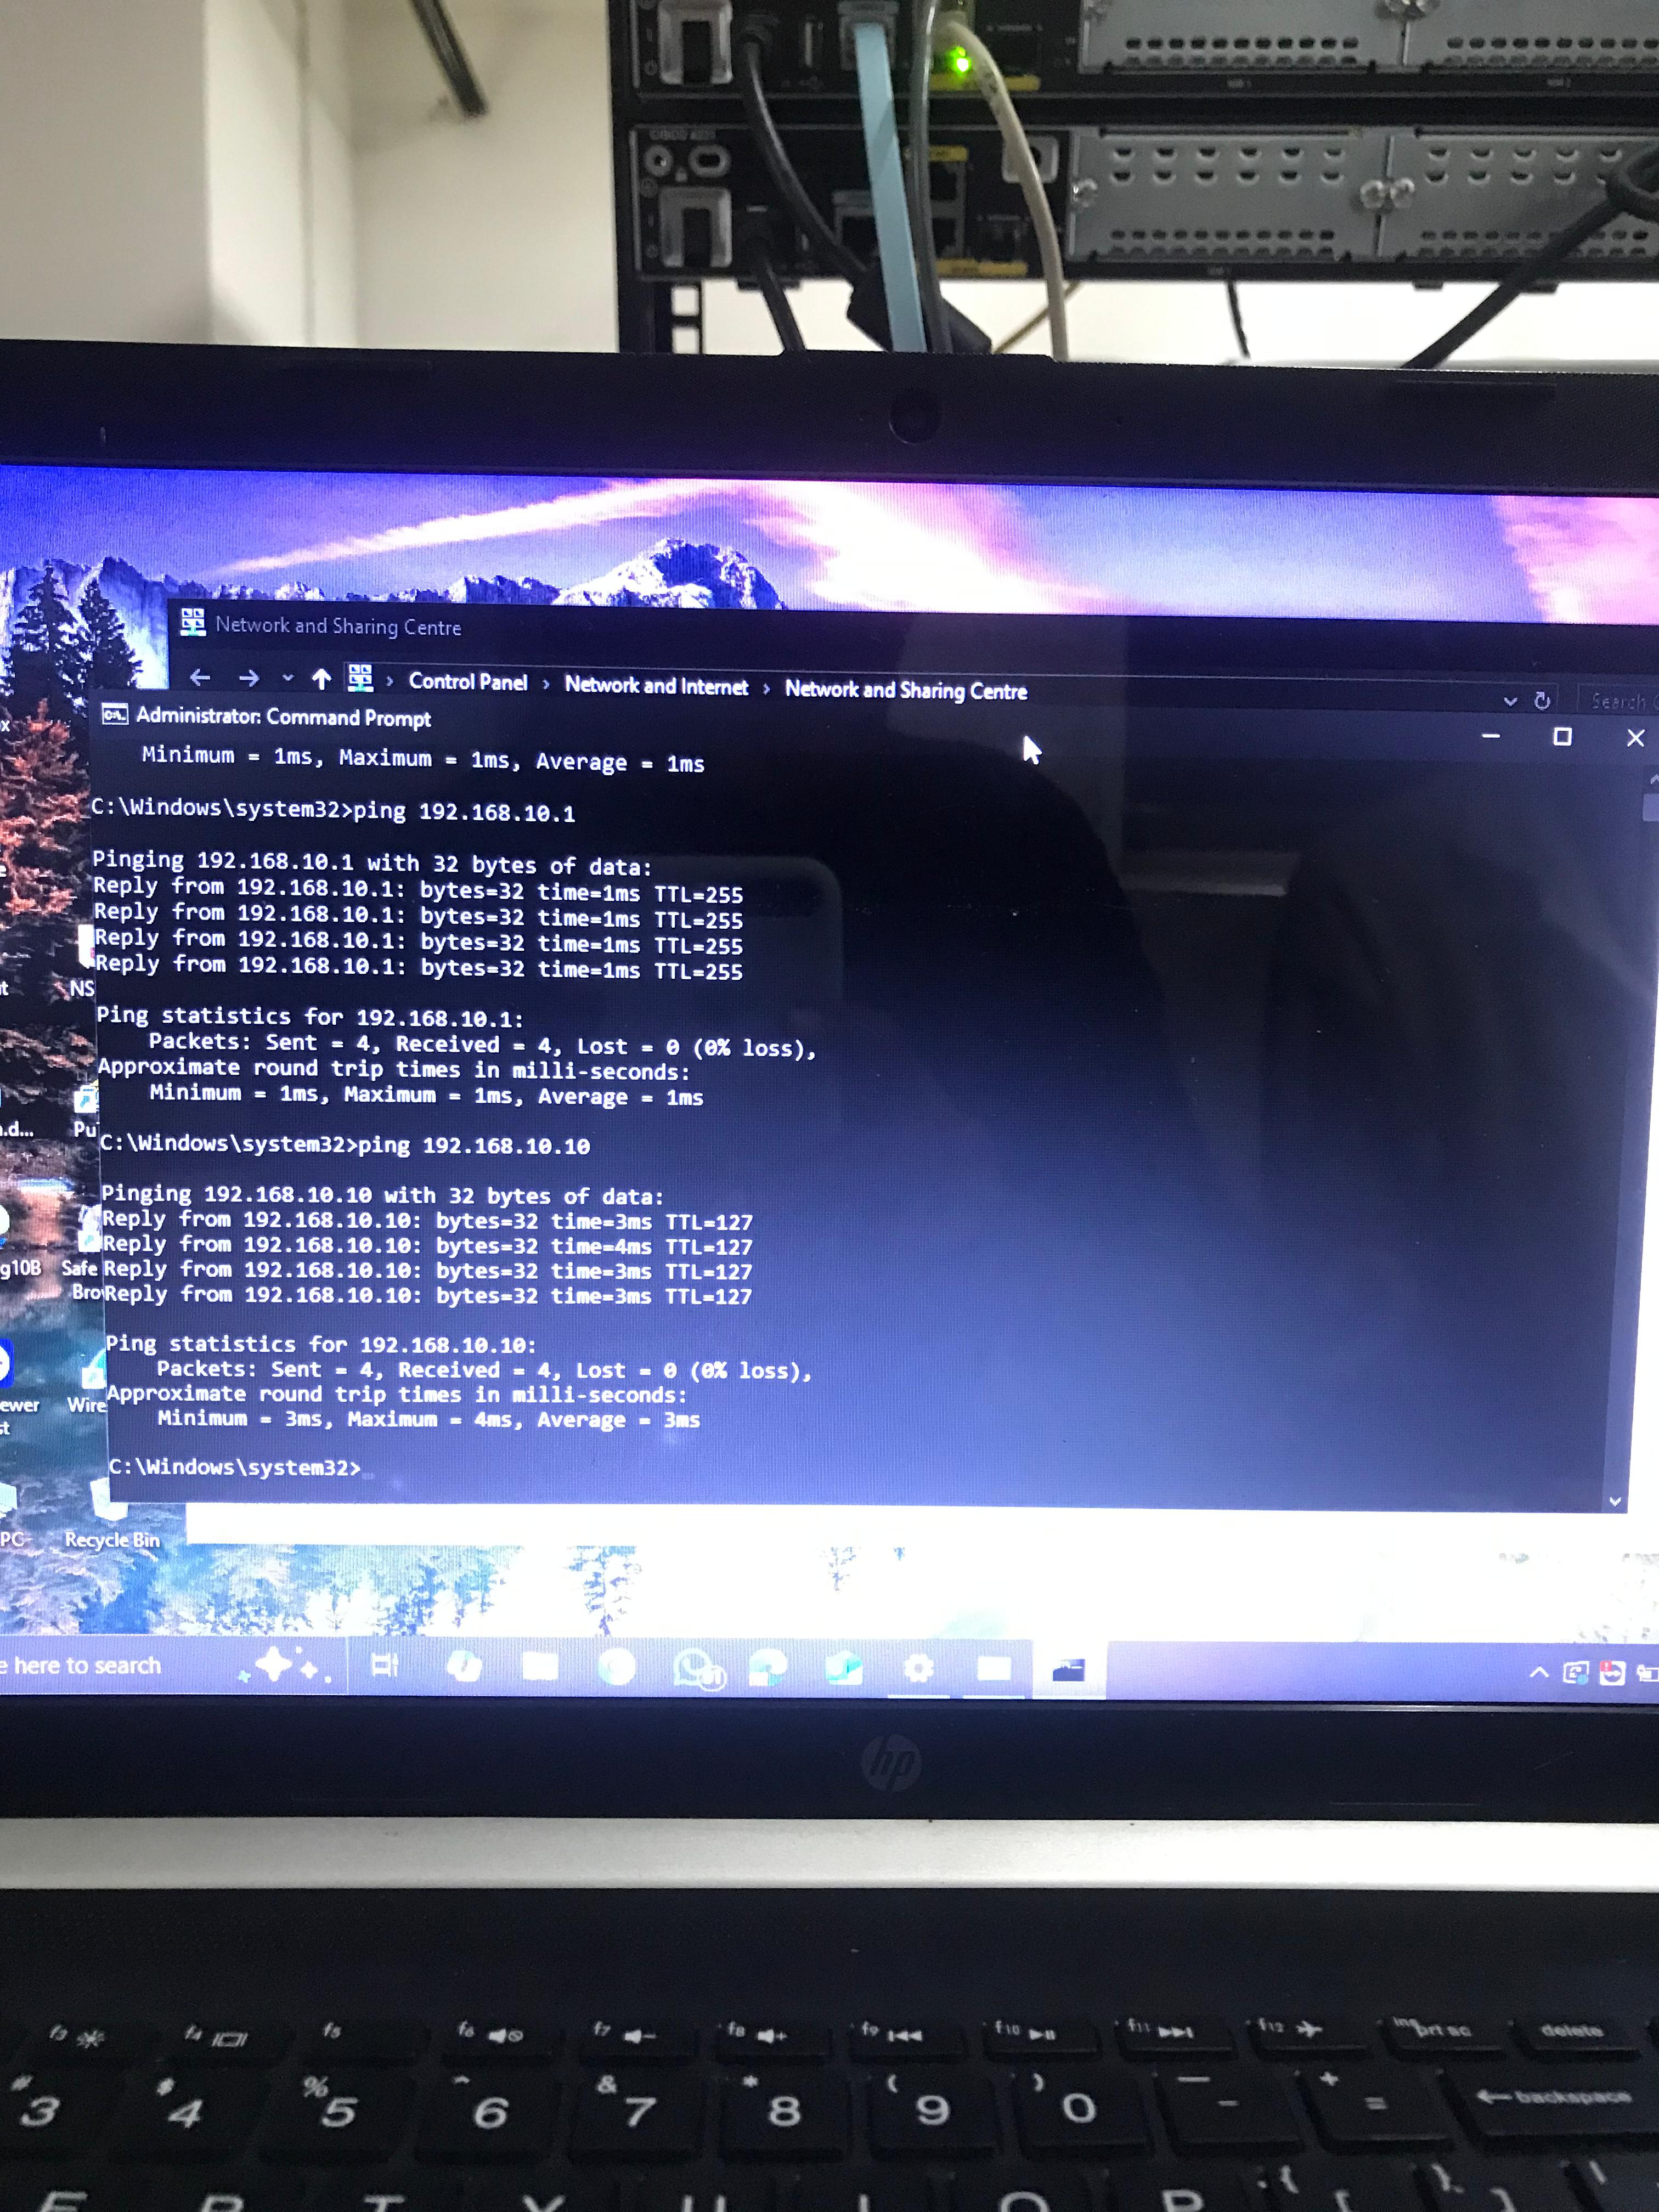 Network and Sharing Centre
Control Panel > Network and Internet > Network and Sharing Centre
Search
Administrator: Command Prompt
Minimum = 1ms, Maximum = 1ms, Average = 1ms
C:\Windows\system32>ping 192.168.10.1
Pinging 192.168.10.1 with 32 bytes of data:
Reply from 192.168.10.1: bytes=32 time=1ms TTL=255
Reply from 192.168.10.1: bytes=32 time=1ms TTL=255
Reply from 192.168.10.1: bytes=32 time=1ms TTL=255
Reply from 192.168.10.1: bytes=32 time=1ms TTL=255
Ping statistics for 192.168.10.1:
Packets: Sent = 4, Received = 4, Lost = 0 (0% loss),
Approximate round trip times in milli-seconds:
Minimum = 1ms, Maximum = 1ms, Average = 1ms
C:\Windows\system32>ping 192.168.10.10
Pinging 192.168.10.10 with 32 bytes of data:
Reply from 192.168.10.10: bytes=32 time=3ms TTL=127
Reply from 192.168.10.10: bytes=32 time=4ms TTL=127
Reply from 192.168.10.10: bytes=32 time=3ms TTL=127
Reply from 192.168.10.10: bytes=32 time=3ms TTL=127
Ping statistics for 192.168.10.10:
Packets: Sent = 4, Received = 4, Lost = 0 (0% loss),
Approximate round trip times in milli-seconds:
Minimum = 3ms, Maximum = 4ms, Average = 3ms
C:\Windows\system32>
NS
.d...
Pu
g10B
Safe
Bro
ewer
st
Wire
PC
Recycle Bin
e here to search
hp
f3 f4 f5 f6 f7 f8 f9 f10 f11 f12 ins prt sc delete
# 3 $ 4 % 5 ^ 6 & 7 * 8 ( 9 ) 0 — - + = backspace
E R T Y U I O P { [ } ]